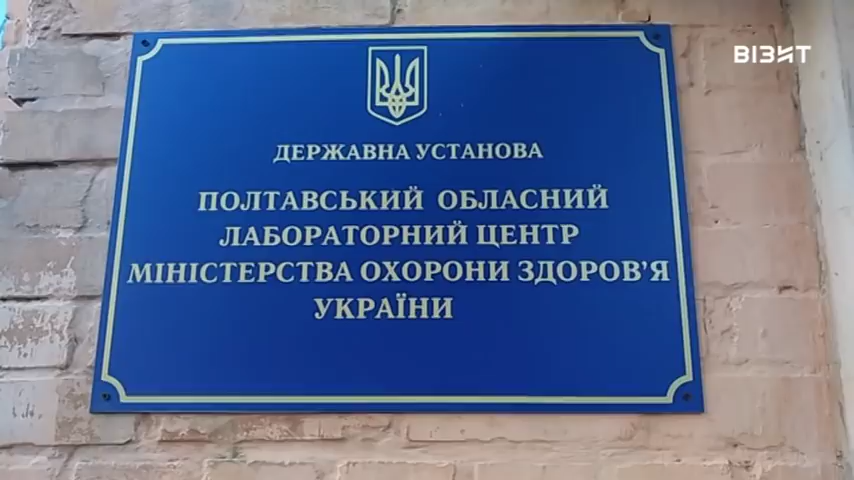 ВІЗИТ
ДЕРЖАВНА УСТАНОВА
ПОЛТАВСЬКИЙ ОБЛАСНИЙ
ЛАБОРАТОРНИЙ ЦЕНТР
МІНІСТЕРСТВА ОХОРОНИ ЗДОРОВ'Я
УКРАЇНИ